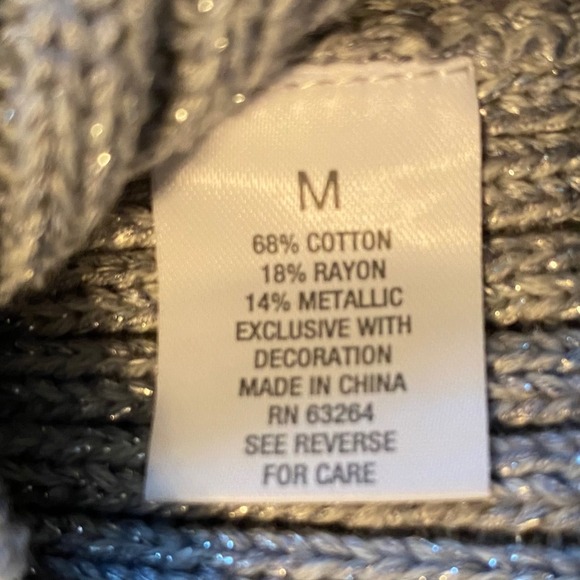 M
68% COTTON
18% RAYON
14% METALLIC
EXCLUSIVE WITH
DECORATION
MADE IN CHINA
RN 63264
SEE REVERSE
FOR CARE